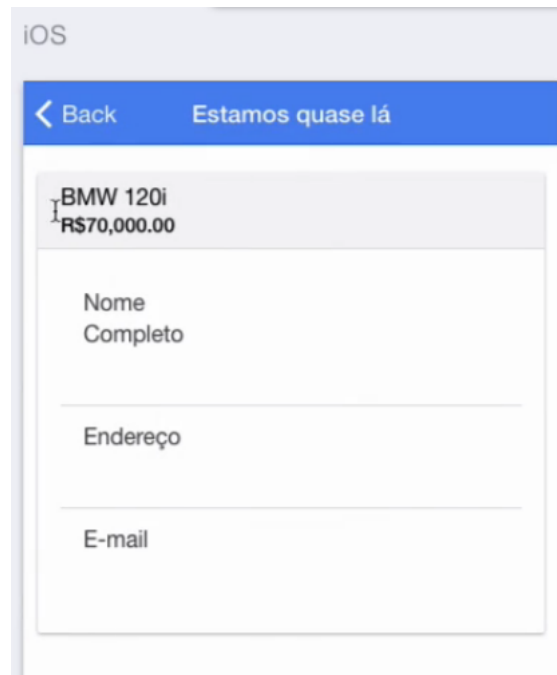 iOS
Back Estamos quase lá
BMW 120i
R$70,000.00
Nome
Completo
Endereço
E-mail